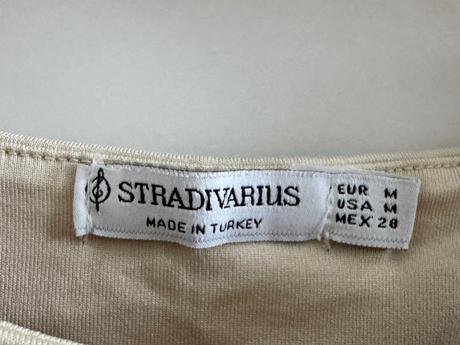 STRADIVARIUS
MADE IN TURKEY
EUR M
USA M
MEX 28